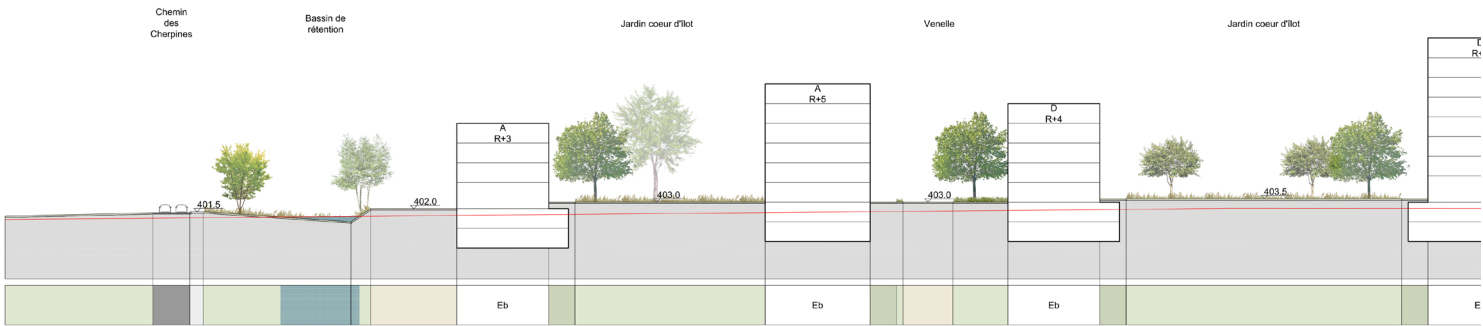 Chemin
des
Cherpines
Bassin de
rétention
Jardin coeur d'îlot
Venelle
Jardin coeur d'îlot
A
R+3
A
R+5
D
R+4
401.5
402.0
403.0
403.0
403.5
Eb
Eb
Eb